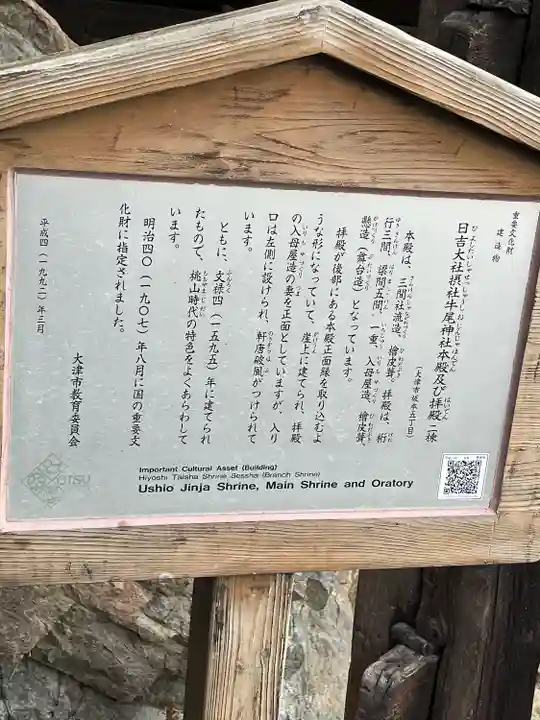 重要文化財
建造物
日吉大社摂社牛尾神社本殿及び拝殿 二棟
(大津市坂本五丁目)
本殿は、三間社流造、檜皮葺、拝殿は、桁
行三間、梁間五間、一重、入母屋造、檜皮葺、
懸造(舞台造)となっています。
拝殿が後部にある本殿正面縁を取り込むよ
うな形になっていて、崖上に建てられ、拝殿
の入母屋造の妻を正面としていますが、入り
口は左側に設けられ、軒唐破風がつけられて
います。
ともに、文禄四(一五九五)年に建てられ
たもので、桃山時代の特色をよくあらわして
います。
明治四〇(一九〇七)年八月に国の重要文
化財に指定されました。
平成四(一九九二)年三月
大津市教育委員会
Important Cultural Asset (Building)
Hiyoshi Taisha Shrine Sessha (Branch Shrine)
Ushio Jinja Shrine, Main Shrine and Oratory
OTSU